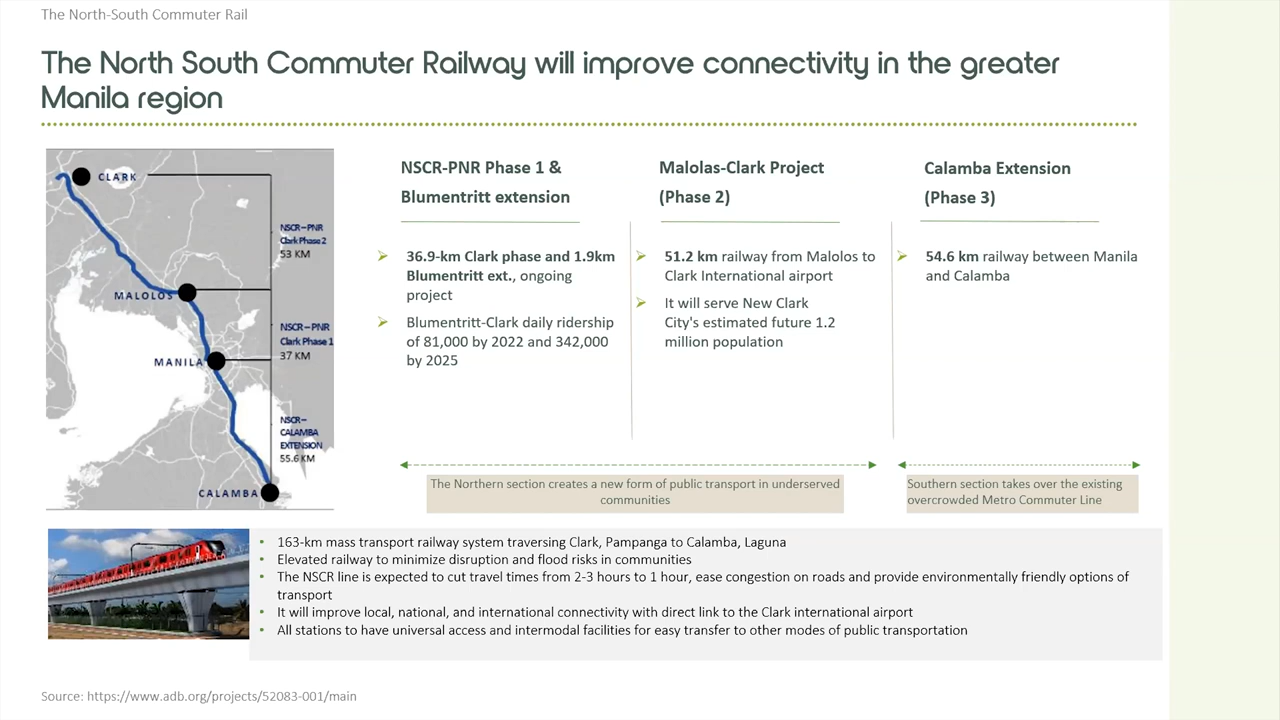 The North-South Commuter Rail
The North South Commuter Railway will improve connectivity in the greater
Manila region
CLARK
NSCR – PNR
Clark Phase 2
53 KM
MALOLOS
NSCR – PNR
Clark Phase 1
37 KM
MANILA
NSCR –
CALAMBA
EXTENSION
55.6 KM
CALAMBA
NSCR-PNR Phase 1 &
Blumentritt extension
➢ 36.9-km Clark phase and 1.9km
Blumentritt ext., ongoing
project
➢ Blumentritt-Clark daily ridership
of 81,000 by 2022 and 342,000
by 2025
Malolas-Clark Project
(Phase 2)
➢ 51.2 km railway from Malolos to
Clark International airport
➢ It will serve New Clark
City's estimated future 1.2
million population
Calamba Extension
(Phase 3)
➢ 54.6 km railway between Manila
and Calamba
The Northern section creates a new form of public transport in underserved
communities
Southern section takes over the existing
overcrowded Metro Commuter Line
• 163-km mass transport railway system traversing Clark, Pampanga to Calamba, Laguna
• Elevated railway to minimize disruption and flood risks in communities
• The NSCR line is expected to cut travel times from 2-3 hours to 1 hour, ease congestion on roads and provide environmentally friendly options of
transport
• It will improve local, national, and international connectivity with direct link to the Clark international airport
• All stations to have universal access and intermodal facilities for easy transfer to other modes of public transportation
Source: https://www.adb.org/projects/52083-001/main